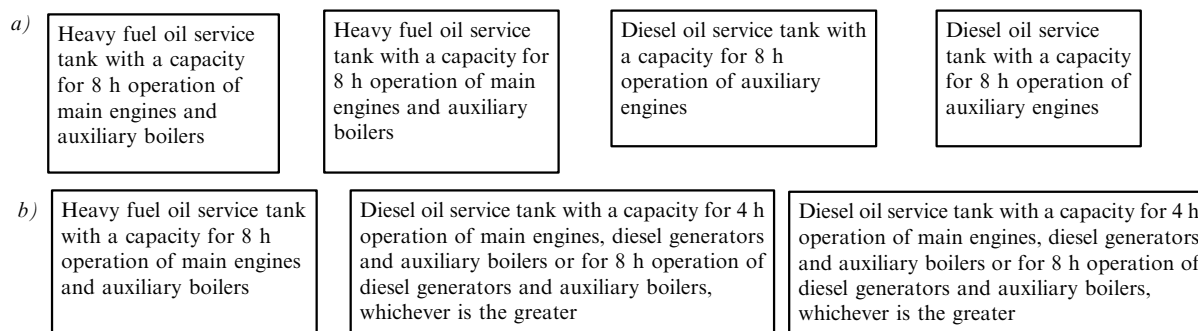 a)
Heavy fuel oil service
tank with a capacity
for 8 h operation of
main engines and
auxiliary boilers
Heavy fuel oil service
tank with a capacity for
8 h operation of main
engines and auxiliary
boilers
Diesel oil service tank with
a capacity for 8 h
operation of auxiliary
engines
Diesel oil service
tank with a capacity
for 8 h operation of
auxiliary engines
b)
Heavy fuel oil service tank
with a capacity for 8 h
operation of main engines
and auxiliary boilers
Diesel oil service tank with a capacity for 4 h
operation of main engines, diesel generators
and auxiliary boilers or for 8 h operation of
diesel generators and auxiliary boilers,
whichever is the greater
Diesel oil service tank with a capacity for 4 h
operation of main engines, diesel generators
and auxiliary boilers or for 8 h operation of
diesel generators and auxiliary boilers,
whichever is the greater